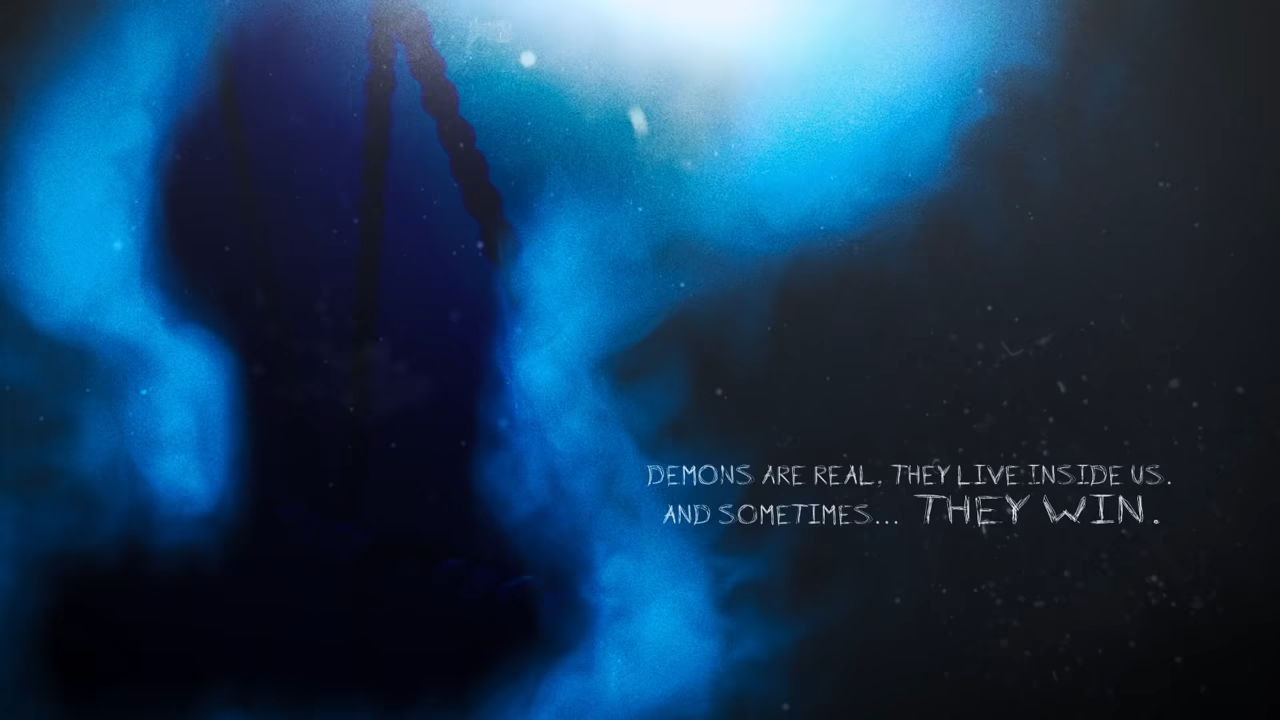 DEMONS ARE REAL. THEY LIVE INSIDE US.
AND SOMETIMES... THEY WIN.